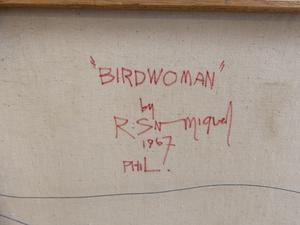 "BIRDWOMAN"
by
R. Sn Miguel
1967
PHIL.